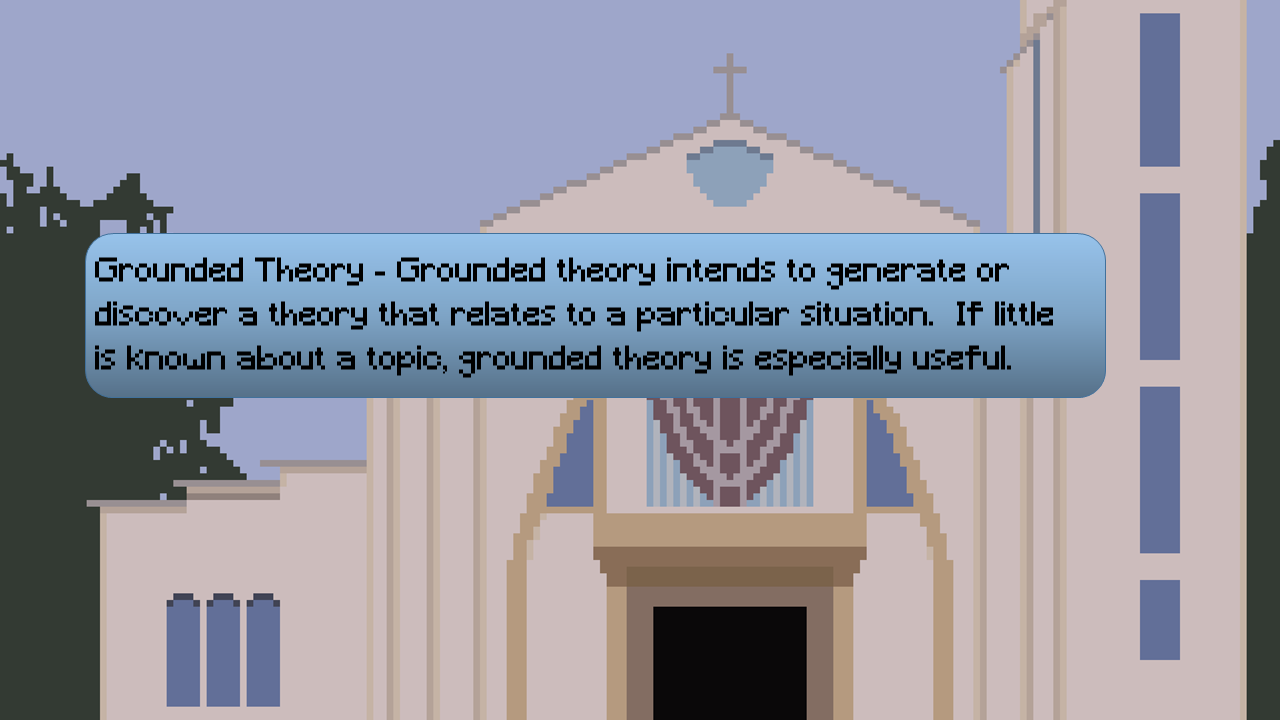 Grounded Theory - Grounded theory intends to generate or
discover a theory that relates to a particular situation.  If little
is known about a topic, grounded theory is especially useful.